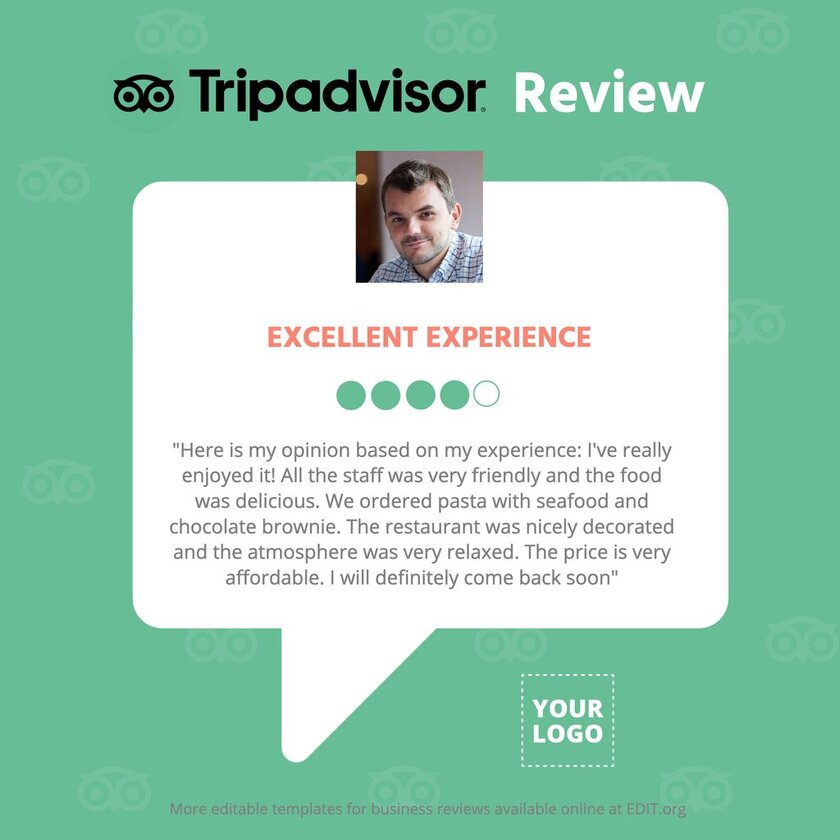 Tripadvisor® Review
EXCELLENT EXPERIENCE
"Here is my opinion based on my experience: I've really
enjoyed it! All the staff was very friendly and the food
was delicious. We ordered pasta with seafood and
chocolate brownie. The restaurant was nicely decorated
and the atmosphere was very relaxed. The price is very
affordable. I will definitely come back soon"
YOUR
LOGO
More editable templates for business reviews available online at EDIT.org